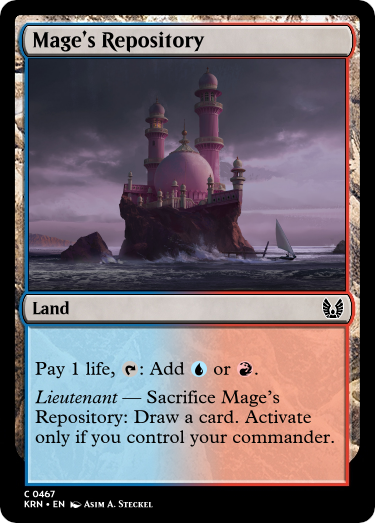 Mage's Repository
Land
Pay 1 life, : Add or .
Lieutenant — Sacrifice Mage's
Repository: Draw a card. Activate
only if you control your commander.
C 0467
KRN • EN Asim A. Steckel